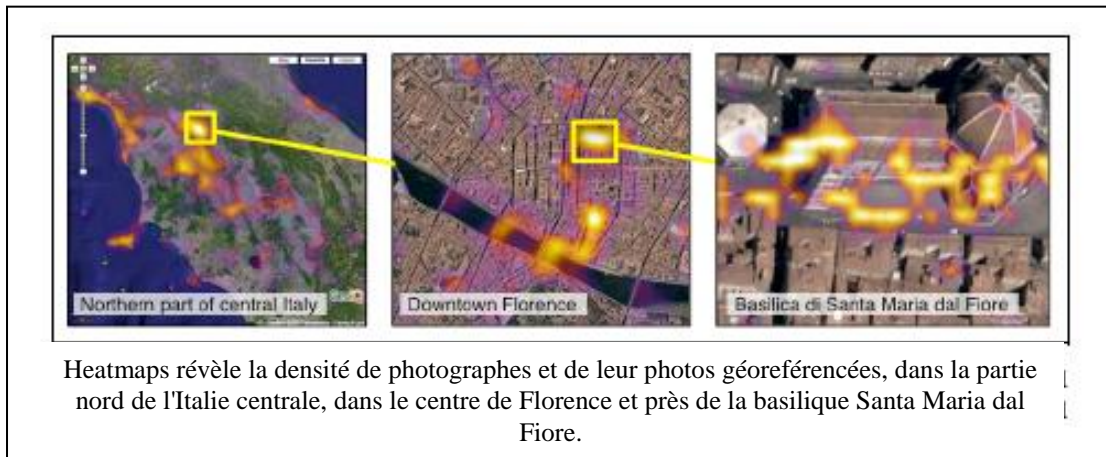 Northern part of central Italy
Downtown Florence
Basilica di Santa Maria dal Fiore
Heatmaps révèle la densité de photographes et de leur photos géoreférencées, dans la partie
nord de l'Italie centrale, dans le centre de Florence et près de la basilique Santa Maria dal
Fiore.